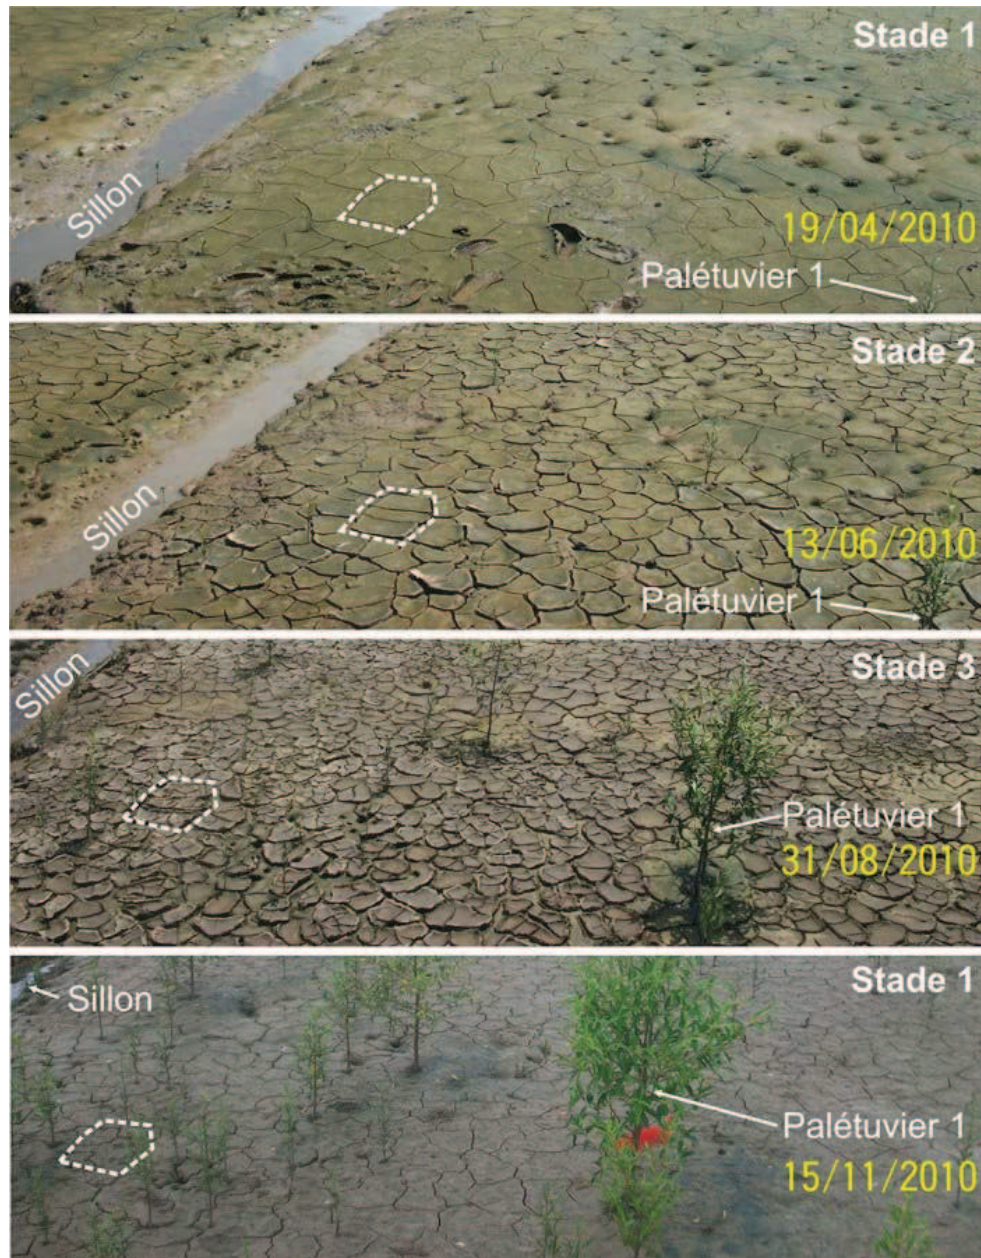 Stade 1
Sillon
19/04/2010
Palétuvier 1
Stade 2
Sillon
13/06/2010
Palétuvier 1
Stade 3
Sillon
Palétuvier 1
31/08/2010
Stade 1
Sillon
Palétuvier 1
15/11/2010